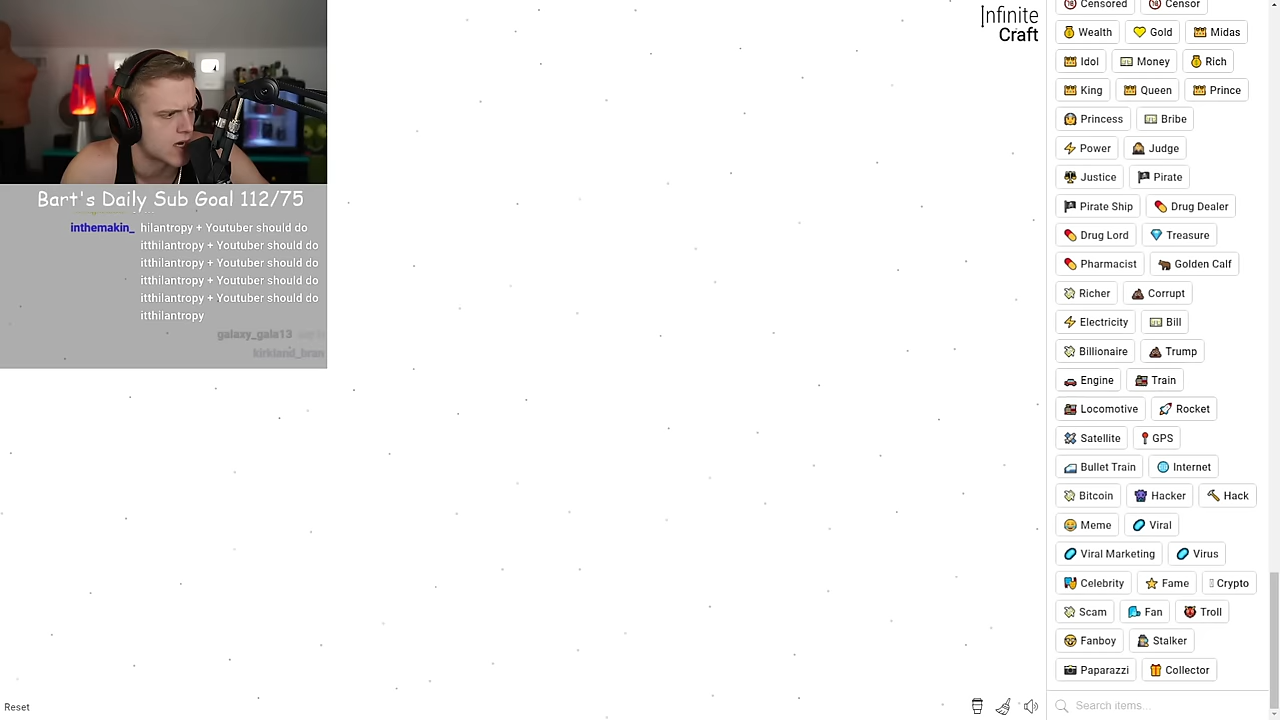 Infinite
Craft
Bart's Daily Sub Goal 112/75
inthemakin_ hilantropy + Youtuber should do
itthilantropy + Youtuber should do
itthilantropy + Youtuber should do
itthilantropy + Youtuber should do
itthilantropy + Youtuber should do
itthilantropy
galaxy_gala13
kirkland_bran
Censored Censor
Wealth Gold Midas
Idol Money Rich
King Queen Prince
Princess Bribe
Power Judge
Justice Pirate
Pirate Ship Drug Dealer
Drug Lord Treasure
Pharmacist Golden Calf
Richer Corrupt
Electricity Bill
Billionaire Trump
Engine Train
Locomotive Rocket
Satellite GPS
Bullet Train Internet
Bitcoin Hacker Hack
Meme Viral
Viral Marketing Virus
Celebrity Fame Crypto
Scam Fan Troll
Fanboy Stalker
Paparazzi Collector
Search items...
Reset